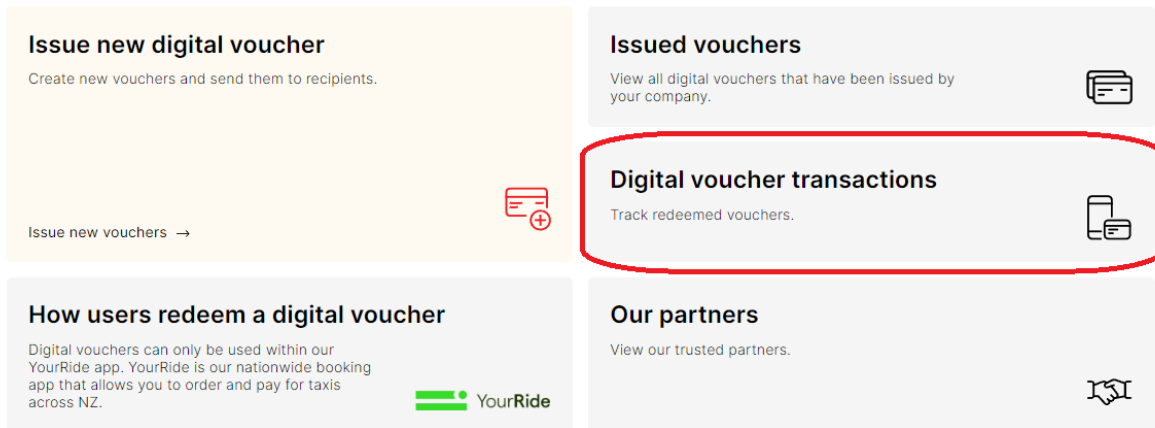 Issue new digital voucher
Create new vouchers and send them to recipients.
Issue new vouchers →
Issued vouchers
View all digital vouchers that have been issued by
your company.
Digital voucher transactions
Track redeemed vouchers.
How users redeem a digital voucher
Digital vouchers can only be used within our
YourRide app. YourRide is our nationwide booking
app that allows you to order and pay for taxis
across NZ.
YourRide
Our partners
View our trusted partners.